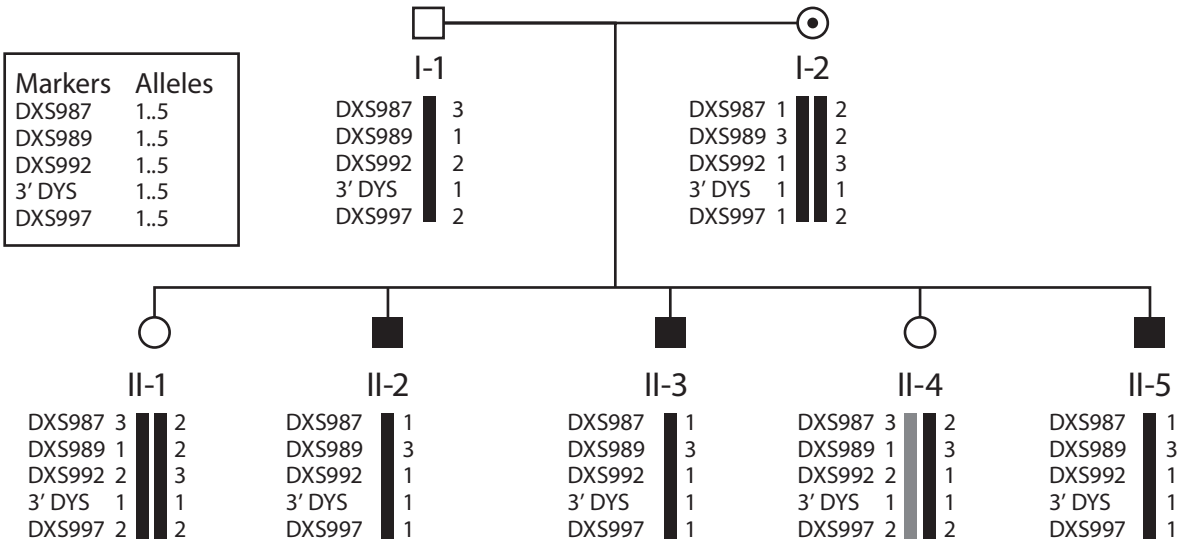 I-1
I-2
Markers Alleles
DXS987 1..5
DXS989 1..5
DXS992 1..5
3’ DYS 1..5
DXS997 1..5
DXS987 3
DXS989 1
DXS992 2
3’ DYS 1
DXS997 2
DXS987 1 2
DXS989 3 2
DXS992 1 3
3’ DYS 1 1
DXS997 1 2
II-1
DXS987 3 2
DXS989 1 2
DXS992 2 3
3’ DYS 1 1
DXS997 2 2
II-2
DXS987 1
DXS989 3
DXS992 1
3’ DYS 1
DXS997 1
II-3
DXS987 1
DXS989 3
DXS992 1
3’ DYS 1
DXS997 1
II-4
DXS987 3 2
DXS989 1 3
DXS992 2 1
3’ DYS 1 1
DXS997 2 2
II-5
DXS987 1
DXS989 3
DXS992 1
3’ DYS 1
DXS997 1